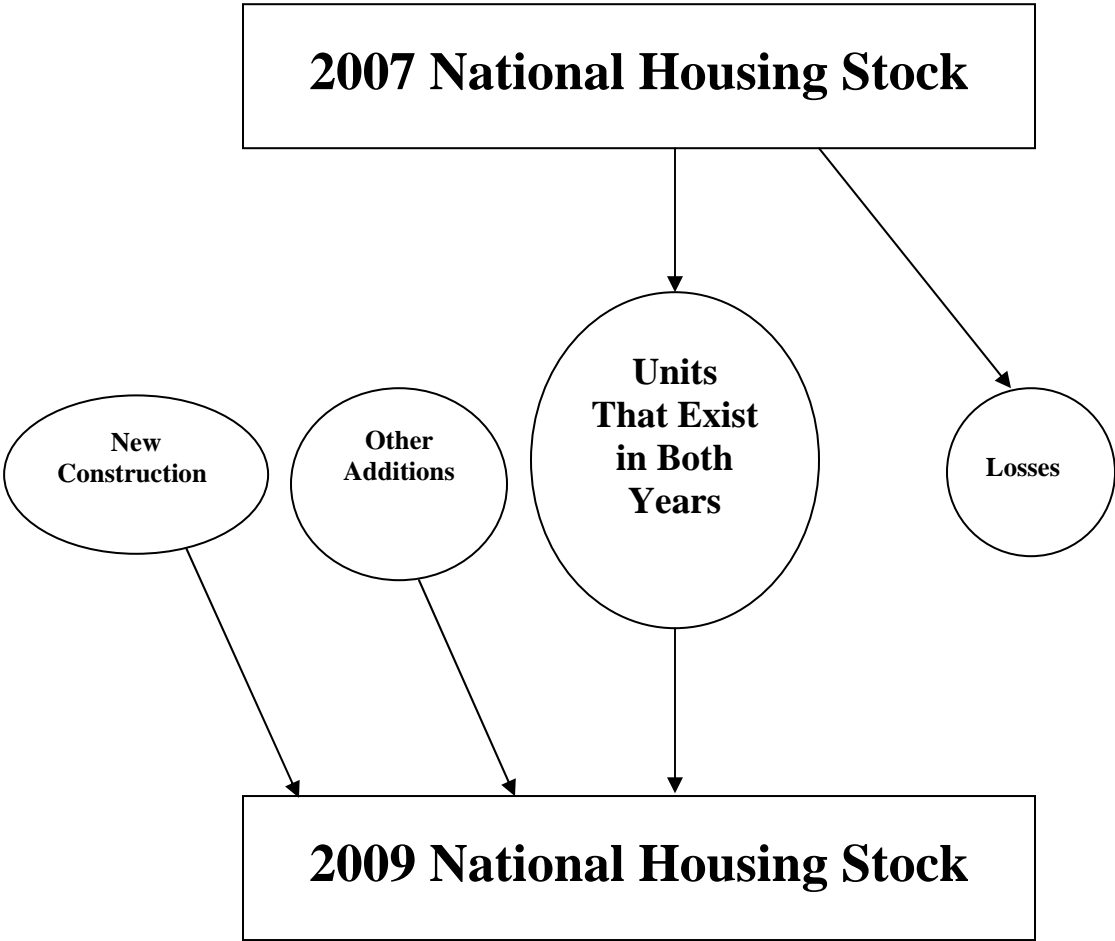 2007 National Housing Stock
New
Construction
Other
Additions
Units
That Exist
in Both
Years
Losses
2009 National Housing Stock